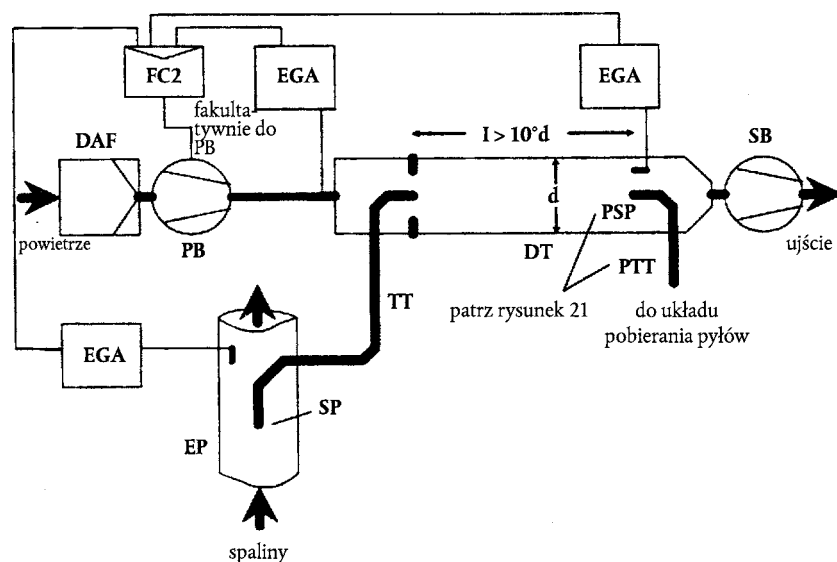 FC2
EGA
EGA
fakulta-
tywnie do
PB
DAF
l > 10*d
SB
powietrze
PB
d
PSP
DT
PTT
ujście
TT
patrz rysunek 21
do układu
pobierania pyłów
EGA
SP
EP
spaliny